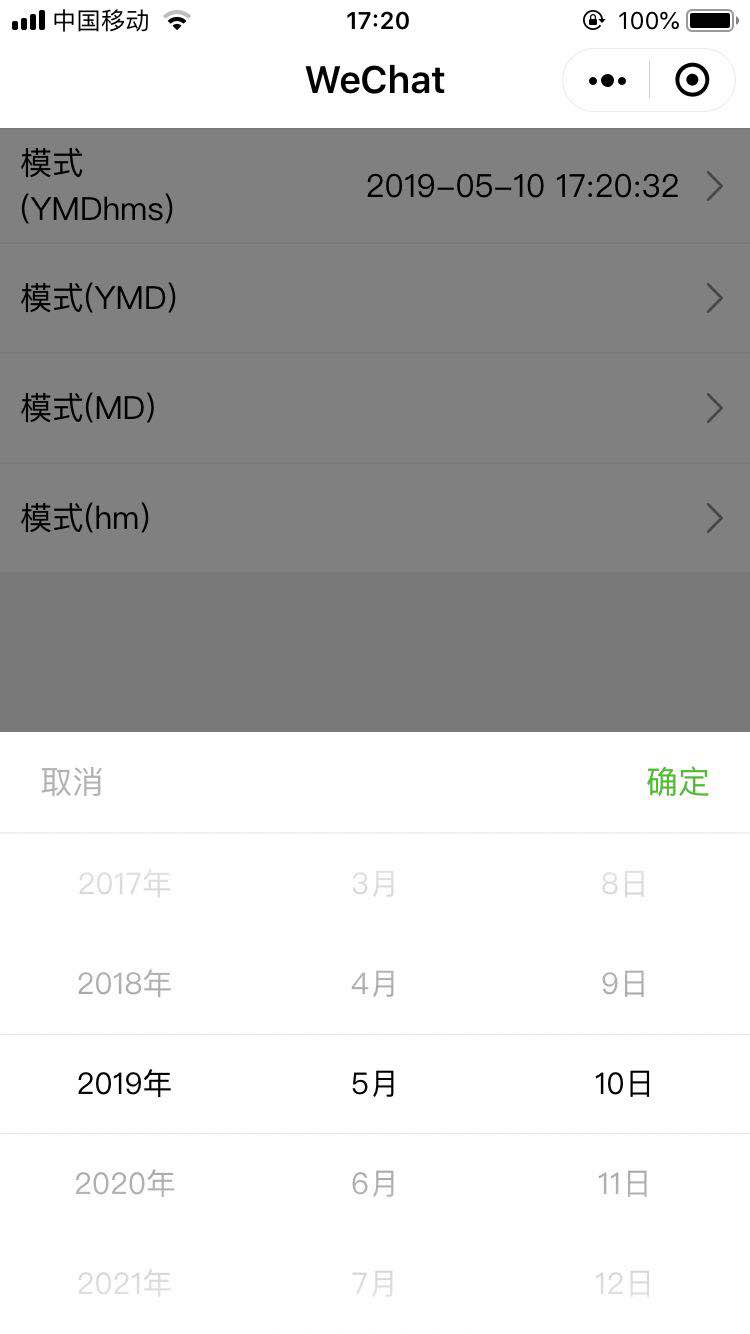 中国移动 17:20 100%
WeChat
模式
(YMDhms)
2019-05-10 17:20:32
模式(YMD)
模式(MD)
模式(hm)
取消 确定
2017年 3月 8日
2018年 4月 9日
2019年 5月 10日
2020年 6月 11日
2021年 7月 12日